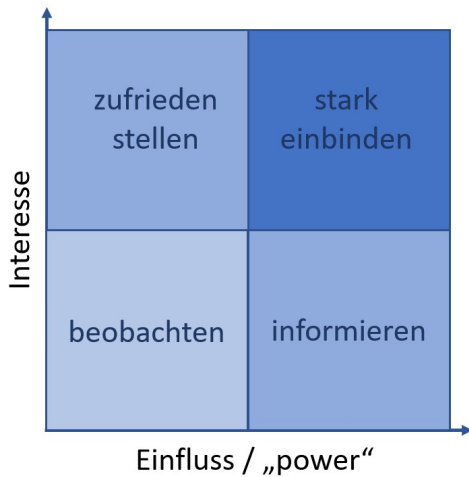 zufrieden
stellen
stark
einbinden
Interesse
beobachten
informieren
Einfluss / „power“